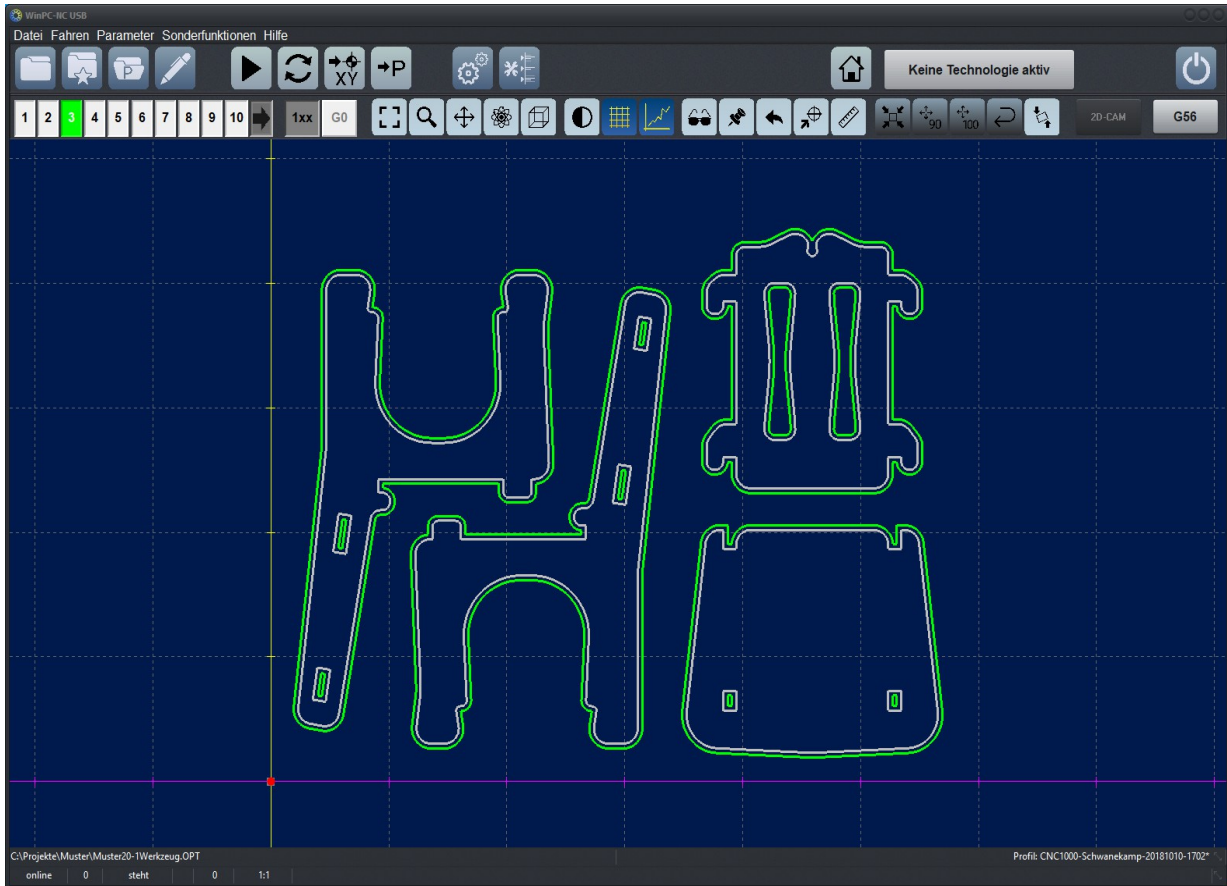 WinPC-NC USB
Datei Fahren Parameter Sonderfunktionen Hilfe
P XY P Keine Technologie aktiv
1 2 3 4 5 6 7 8 9 10 1xx G0 90 100 2D-CAM G56
C:\Projekte\Muster\Muster20-1Werkzeug.OPT Profil: CNC1000-Schwanekamp-20181010-1702*
online 0 steht 0 1:1